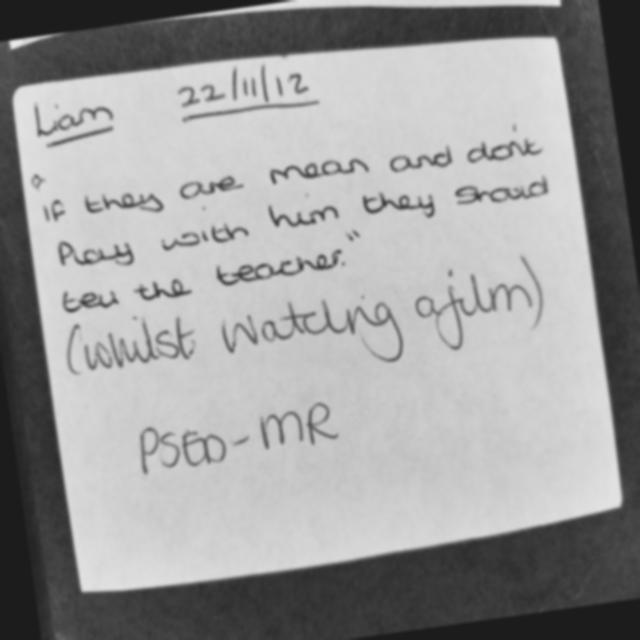 Liam 22/11/12
"if they are mean and don't
Play with him they should
tell the teacher."
(whilst watching a film)
PSED-MR